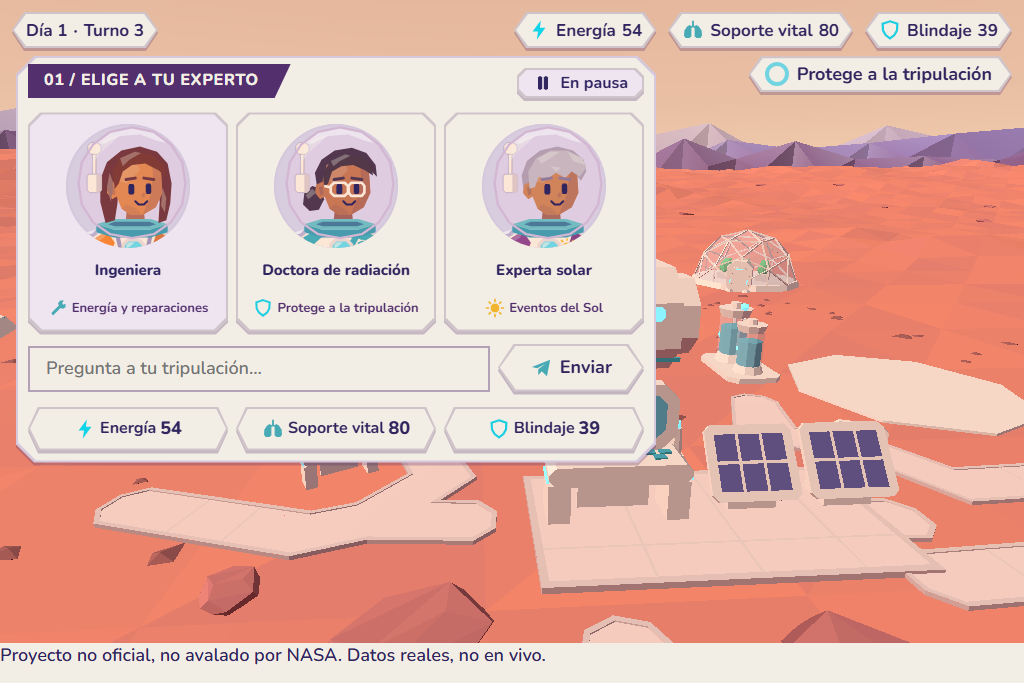 Día 1 · Turno 3
Energía 54
Soporte vital 80
Blindaje 39
Protege a la tripulación
01 / ELIGE A TU EXPERTO
En pausa
Ingeniera
Energía y reparaciones
Doctora de radiación
Protege a la tripulación
Experta solar
Eventos del Sol
Pregunta a tu tripulación...
Enviar
Energía 54
Soporte vital 80
Blindaje 39
Proyecto no oficial, no avalado por NASA. Datos reales, no en vivo.